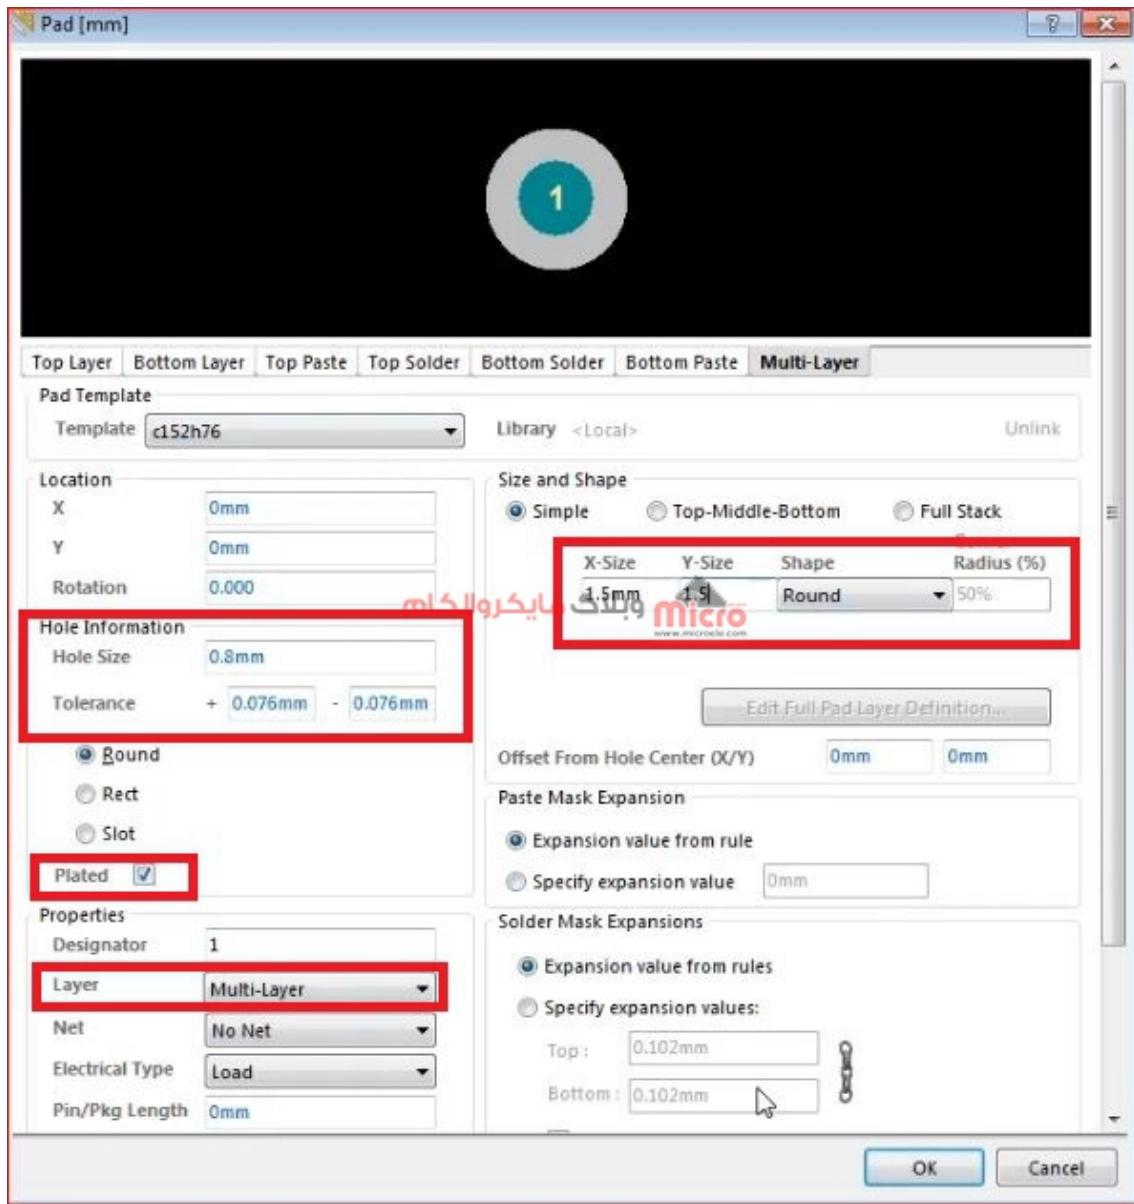 Pad [mm]
1
Top Layer Bottom Layer Top Paste Top Solder Bottom Solder Bottom Paste Multi-Layer
Pad Template
Template c152h76 Library <Local> Unlink
Location
X 0mm
Y 0mm
Rotation 0.000
Size and Shape
Simple Top-Middle-Bottom Full Stack
X-Size Y-Size Shape Radius (%)
1.5mm 1.5 Round 50%
وبلاگ مایکروالکام Micro
www.microele.com
Hole Information
Hole Size 0.8mm
Tolerance + 0.076mm - 0.076mm
Round
Rect
Slot
Plated
Edit Full Pad Layer Definition...
Offset From Hole Center (X/Y) 0mm 0mm
Paste Mask Expansion
Expansion value from rule
Specify expansion value 0mm
Properties
Designator 1
Layer Multi-Layer
Net No Net
Electrical Type Load
Pin/Pkg Length 0mm
Solder Mask Expansions
Expansion value from rules
Specify expansion values:
Top : 0.102mm
Bottom : 0.102mm
OK Cancel